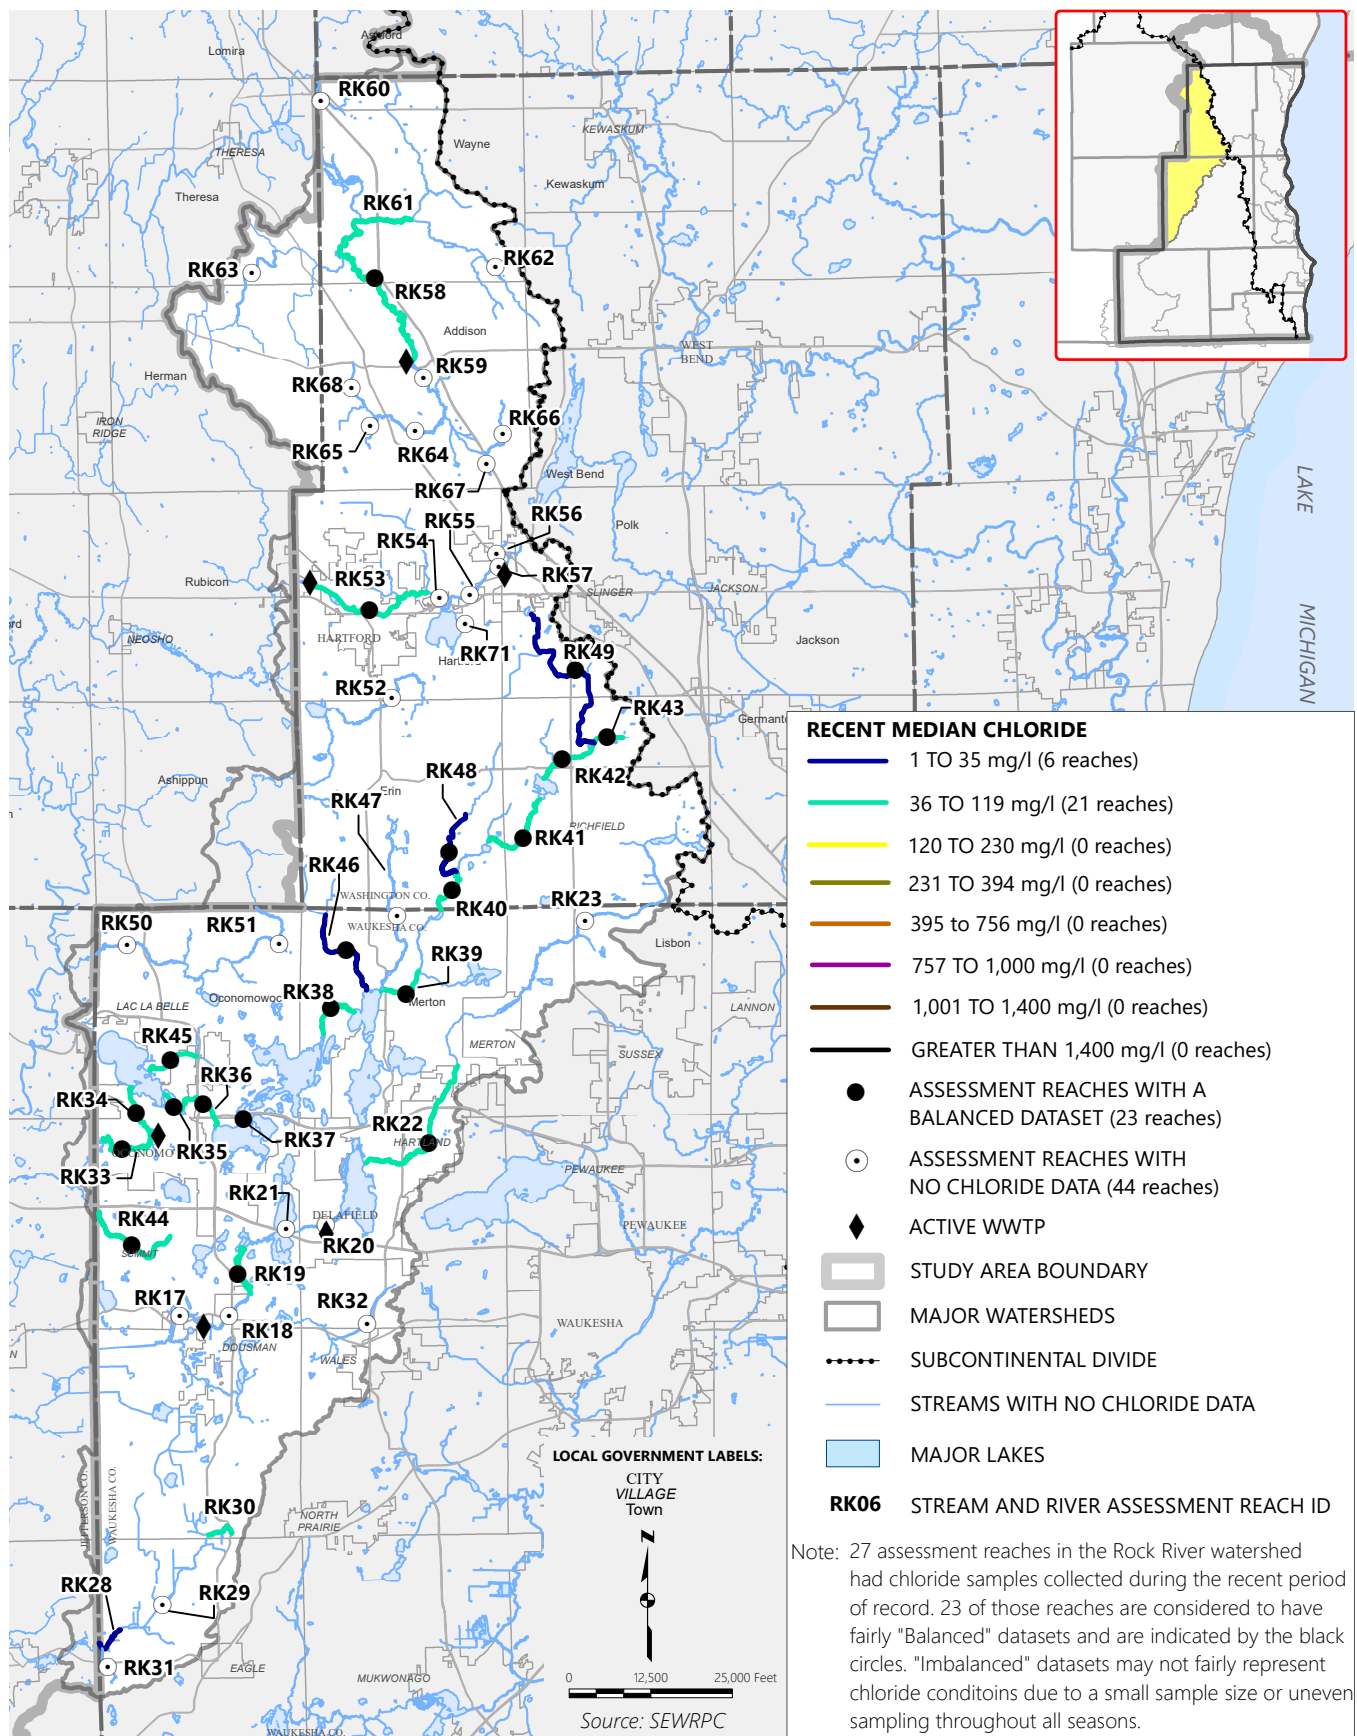 Lomira
Ashford
RK60
Wayne
KEWASKUM
THERESA
Theresa
Kewaskum
RK61
RK63
RK62
RK58
Addison
WEST
BEND
Herman
RK59
RK68
RK66
IRON
RIDGE
RK65
RK64
RK67
West Bend
RK55
RK56
RK54
Polk
Rubicon
RK53
RK57
SLINGER
JACKSON
NEOSHO
HARTFORD
Hartford
RK71
Jackson
RK49
RK52
RK43
Germanto
Ashippun
RK48
RK42
Erin
RK47
RICHFIELD
RK41
RK46
WASHINGTON CO.
RK40
RK23
WAUKESHA CO.
RK50
RK51
Lisbon
RK39
Oconomowoc
RK38
Merton
LAC LA BELLE
LANNON
MERTON
SUSSEX
RK45
RK36
RK34
RK37
RK22
HARTLAND
OCONOMO
RK35
RK33
PEWAUKEE
RK21
RK44
DELAFIELD
PEWAUKEE
SUMMIT
RK20
RK19
RK17
RK32
RK18
WAUKESHA
DOUSMAN
WALES
JEFFERSON CO.
WAUKESHA CO.
RK30
NORTH
PRAIRIE
RK28
RK29
RK31
EAGLE
MUKWONAGO
WAUKESHA CO.
LAKE
MICHIGAN
RECENT MEDIAN CHLORIDE
1 TO 35 mg/l (6 reaches)
36 TO 119 mg/l (21 reaches)
120 TO 230 mg/l (0 reaches)
231 TO 394 mg/l (0 reaches)
395 to 756 mg/l (0 reaches)
757 TO 1,000 mg/l (0 reaches)
1,001 TO 1,400 mg/l (0 reaches)
GREATER THAN 1,400 mg/l (0 reaches)
ASSESSMENT REACHES WITH A
BALANCED DATASET (23 reaches)
ASSESSMENT REACHES WITH
NO CHLORIDE DATA (44 reaches)
ACTIVE WWTP
STUDY AREA BOUNDARY
MAJOR WATERSHEDS
SUBCONTINENTAL DIVIDE
STREAMS WITH NO CHLORIDE DATA
MAJOR LAKES
RK06 STREAM AND RIVER ASSESSMENT REACH ID
Note: 27 assessment reaches in the Rock River watershed
had chloride samples collected during the recent period
of record. 23 of those reaches are considered to have
fairly "Balanced" datasets and are indicated by the black
circles. "Imbalanced" datasets may not fairly represent
chloride conditoins due to a small sample size or uneven
sampling throughout all seasons.
LOCAL GOVERNMENT LABELS:
CITY
VILLAGE
Town
N
0 12,500 25,000 Feet
Source: SEWRPC